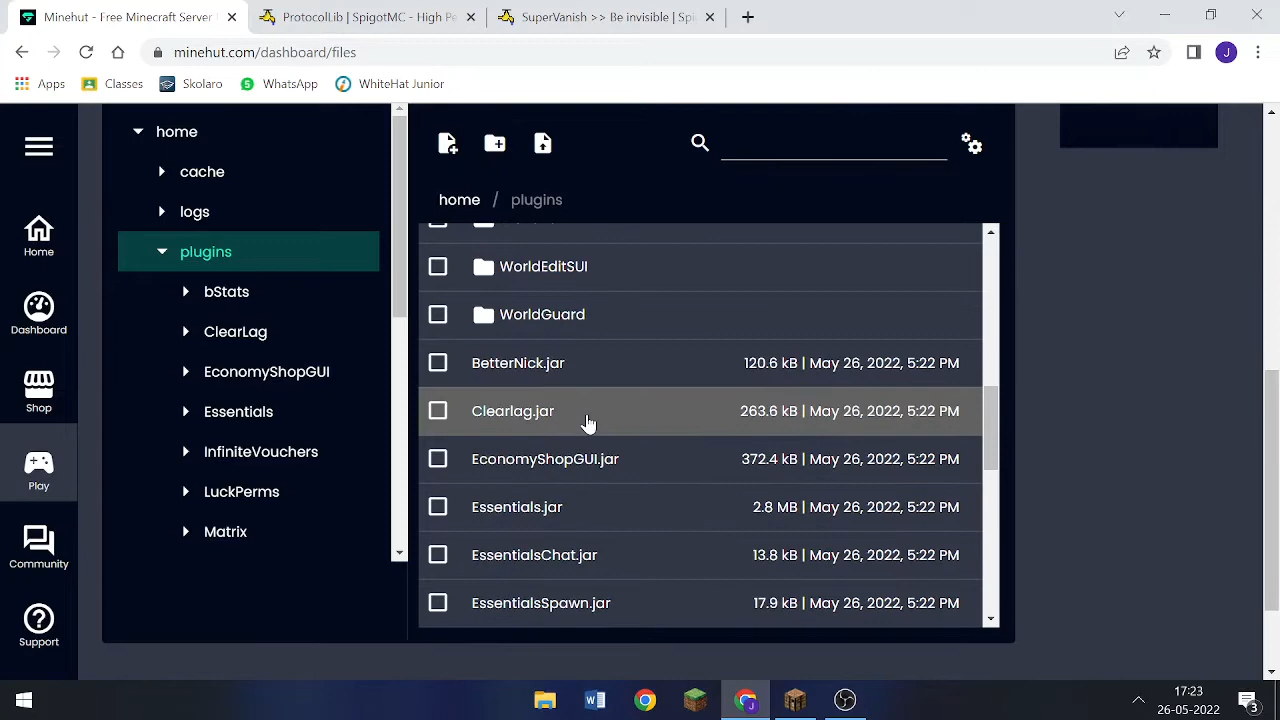 Minehut - Free Minecraft Server
ProtocolLib | SpigotMC - High P
SuperVanish >> Be invisible | Spi
minehut.com/dashboard/files
J
Apps
Classes
Skolaro
WhatsApp
WhiteHat Junior
Home
Dashboard
Shop
Play
Community
Support
home
cache
logs
plugins
bStats
ClearLag
EconomyShopGUI
Essentials
InfiniteVouchers
LuckPerms
Matrix
home / plugins
WorldEditSUI
WorldGuard
BetterNick.jar 120.6 kB | May 26, 2022, 5:22 PM
Clearlag.jar 263.6 kB | May 26, 2022, 5:22 PM
EconomyShopGUI.jar 372.4 kB | May 26, 2022, 5:22 PM
Essentials.jar 2.8 MB | May 26, 2022, 5:22 PM
EssentialsChat.jar 13.8 kB | May 26, 2022, 5:22 PM
EssentialsSpawn.jar 17.9 kB | May 26, 2022, 5:22 PM
17:23
26-05-2022
3